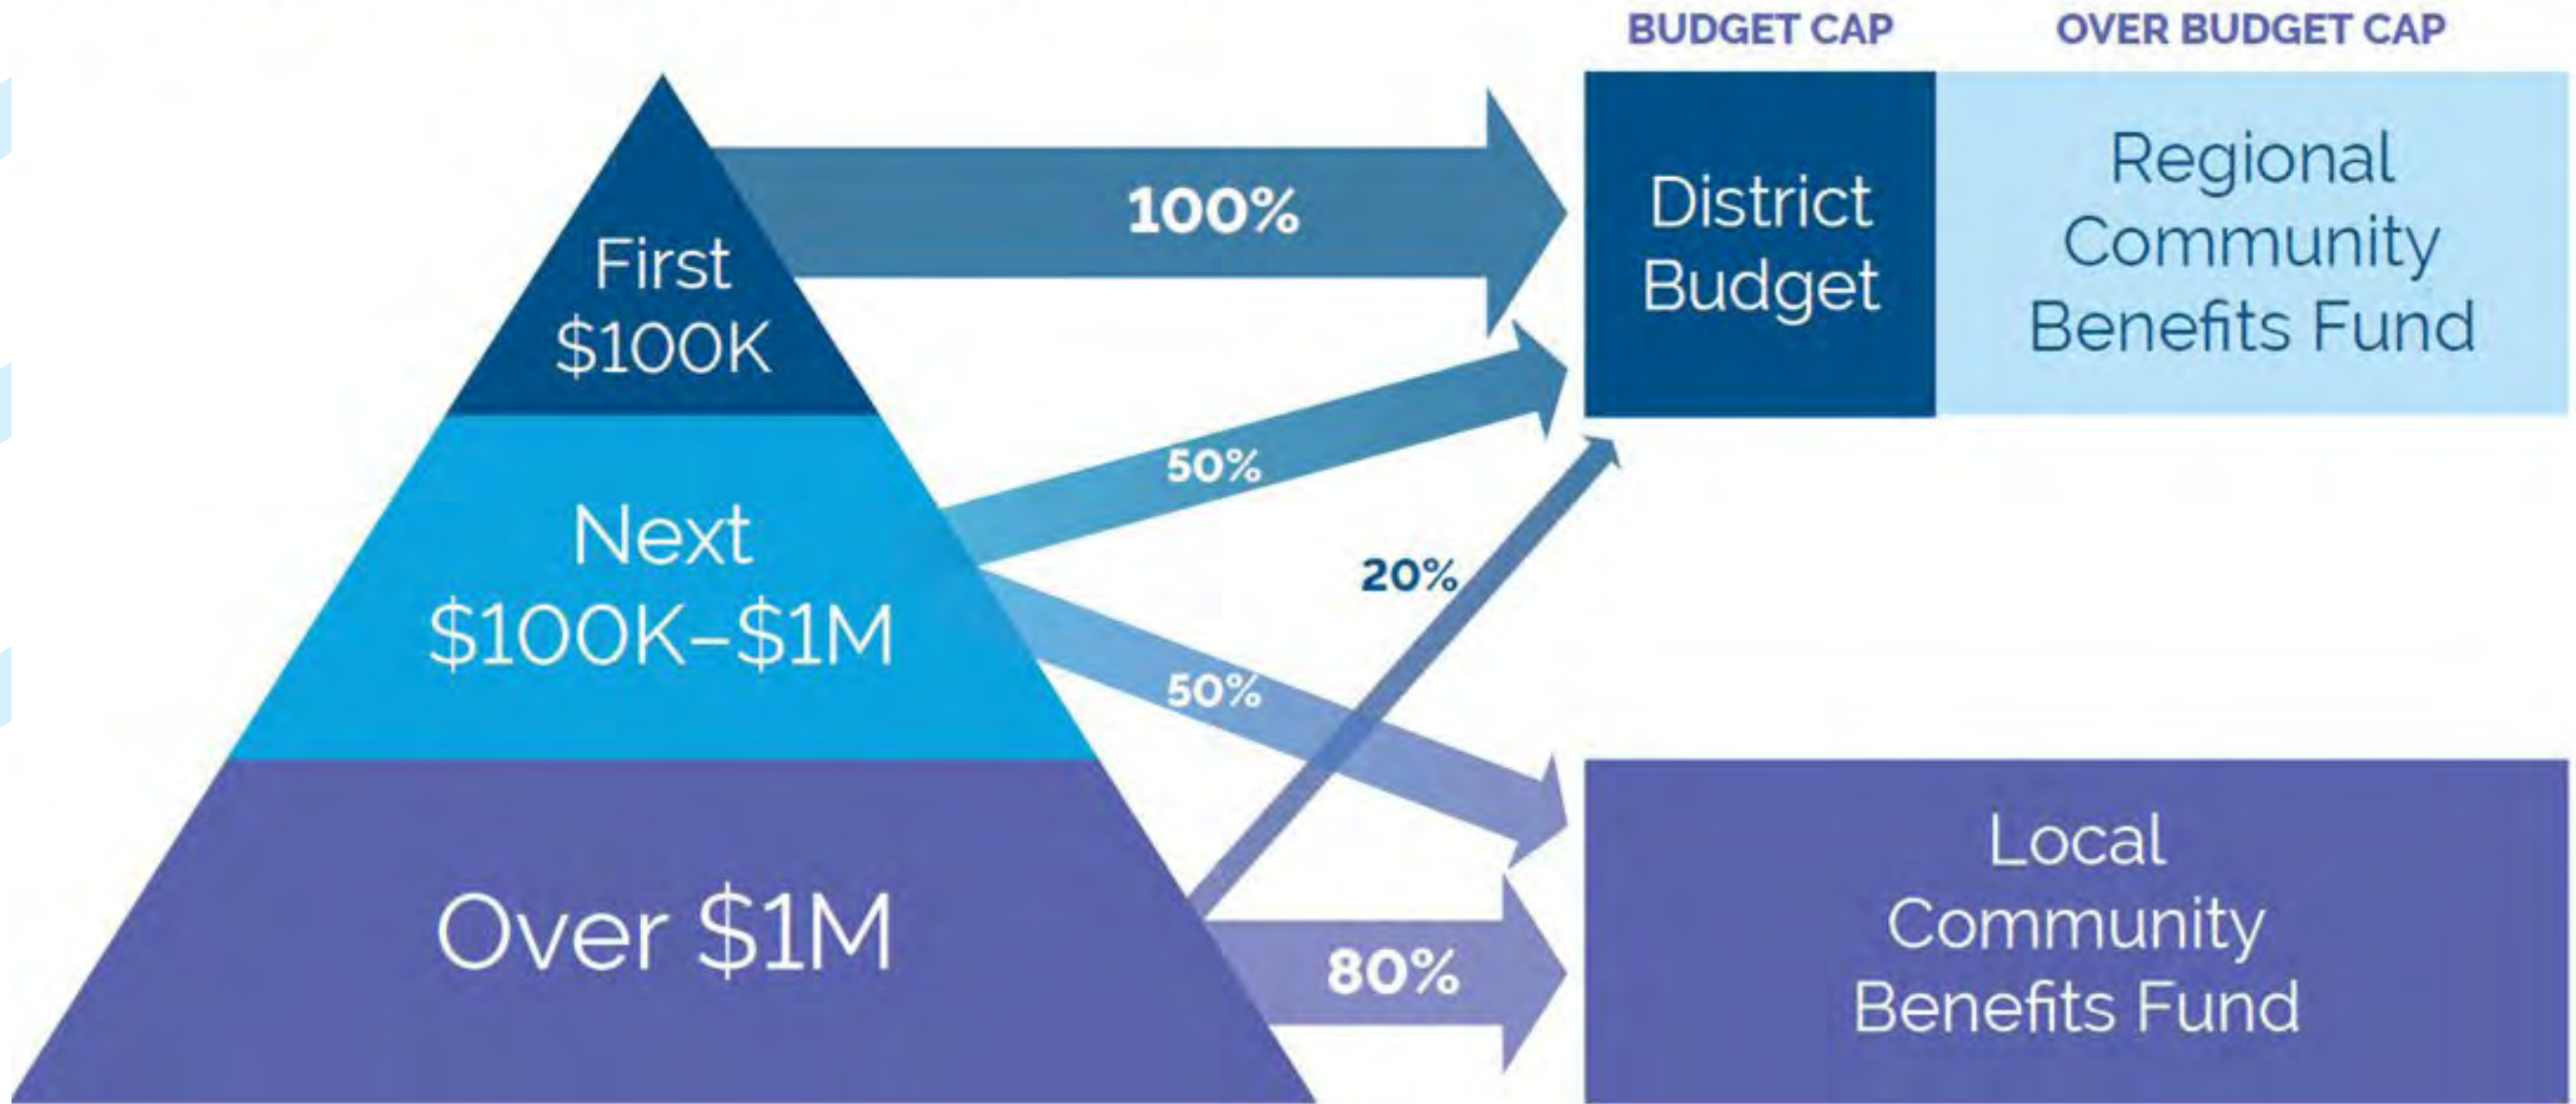 BUDGET CAP
OVER BUDGET CAP
First
$100K
100%
District
Budget
Regional
Community
Benefits Fund
Next
$100K–$1M
50%
20%
50%
Over $1M
80%
Local
Community
Benefits Fund